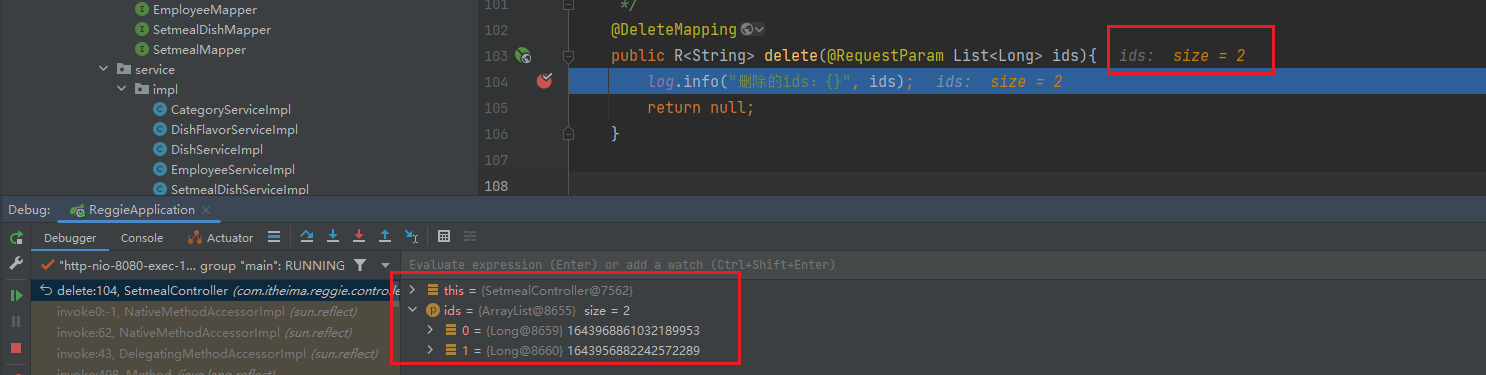 EmployeeMapper
SetmealDishMapper
SetmealMapper
service
impl
CategoryServiceImpl
DishFlavorServiceImpl
DishServiceImpl
EmployeeServiceImpl
SetmealDishServiceImpl
101 */
102 @DeleteMapping
103 public R<String> delete(@RequestParam List<Long> ids){ ids: size = 2
104 log.info("删除的ids: {}", ids); ids: size = 2
105 return null;
106 }
107
108
Debug: ReggieApplication
Debugger Console Actuator
"http-nio-8080-exec-1... group "main": RUNNING
delete:104, SetmealController (com.itheima.reggie.controlle
invoke0:-1, NativeMethodAccessorImpl (sun.reflect)
invoke:62, NativeMethodAccessorImpl (sun.reflect)
invoke:43, DelegatingMethodAccessorImpl (sun.reflect)
invoke:498, Method (java.lang.reflect)
Evaluate expression (Enter) or add a watch (Ctrl+Shift+Enter)
this = {SetmealController@7562}
p ids = {ArrayList@8655} size = 2
0 = {Long@8659} 1643968861032189953
1 = {Long@8660} 1643956882242572289